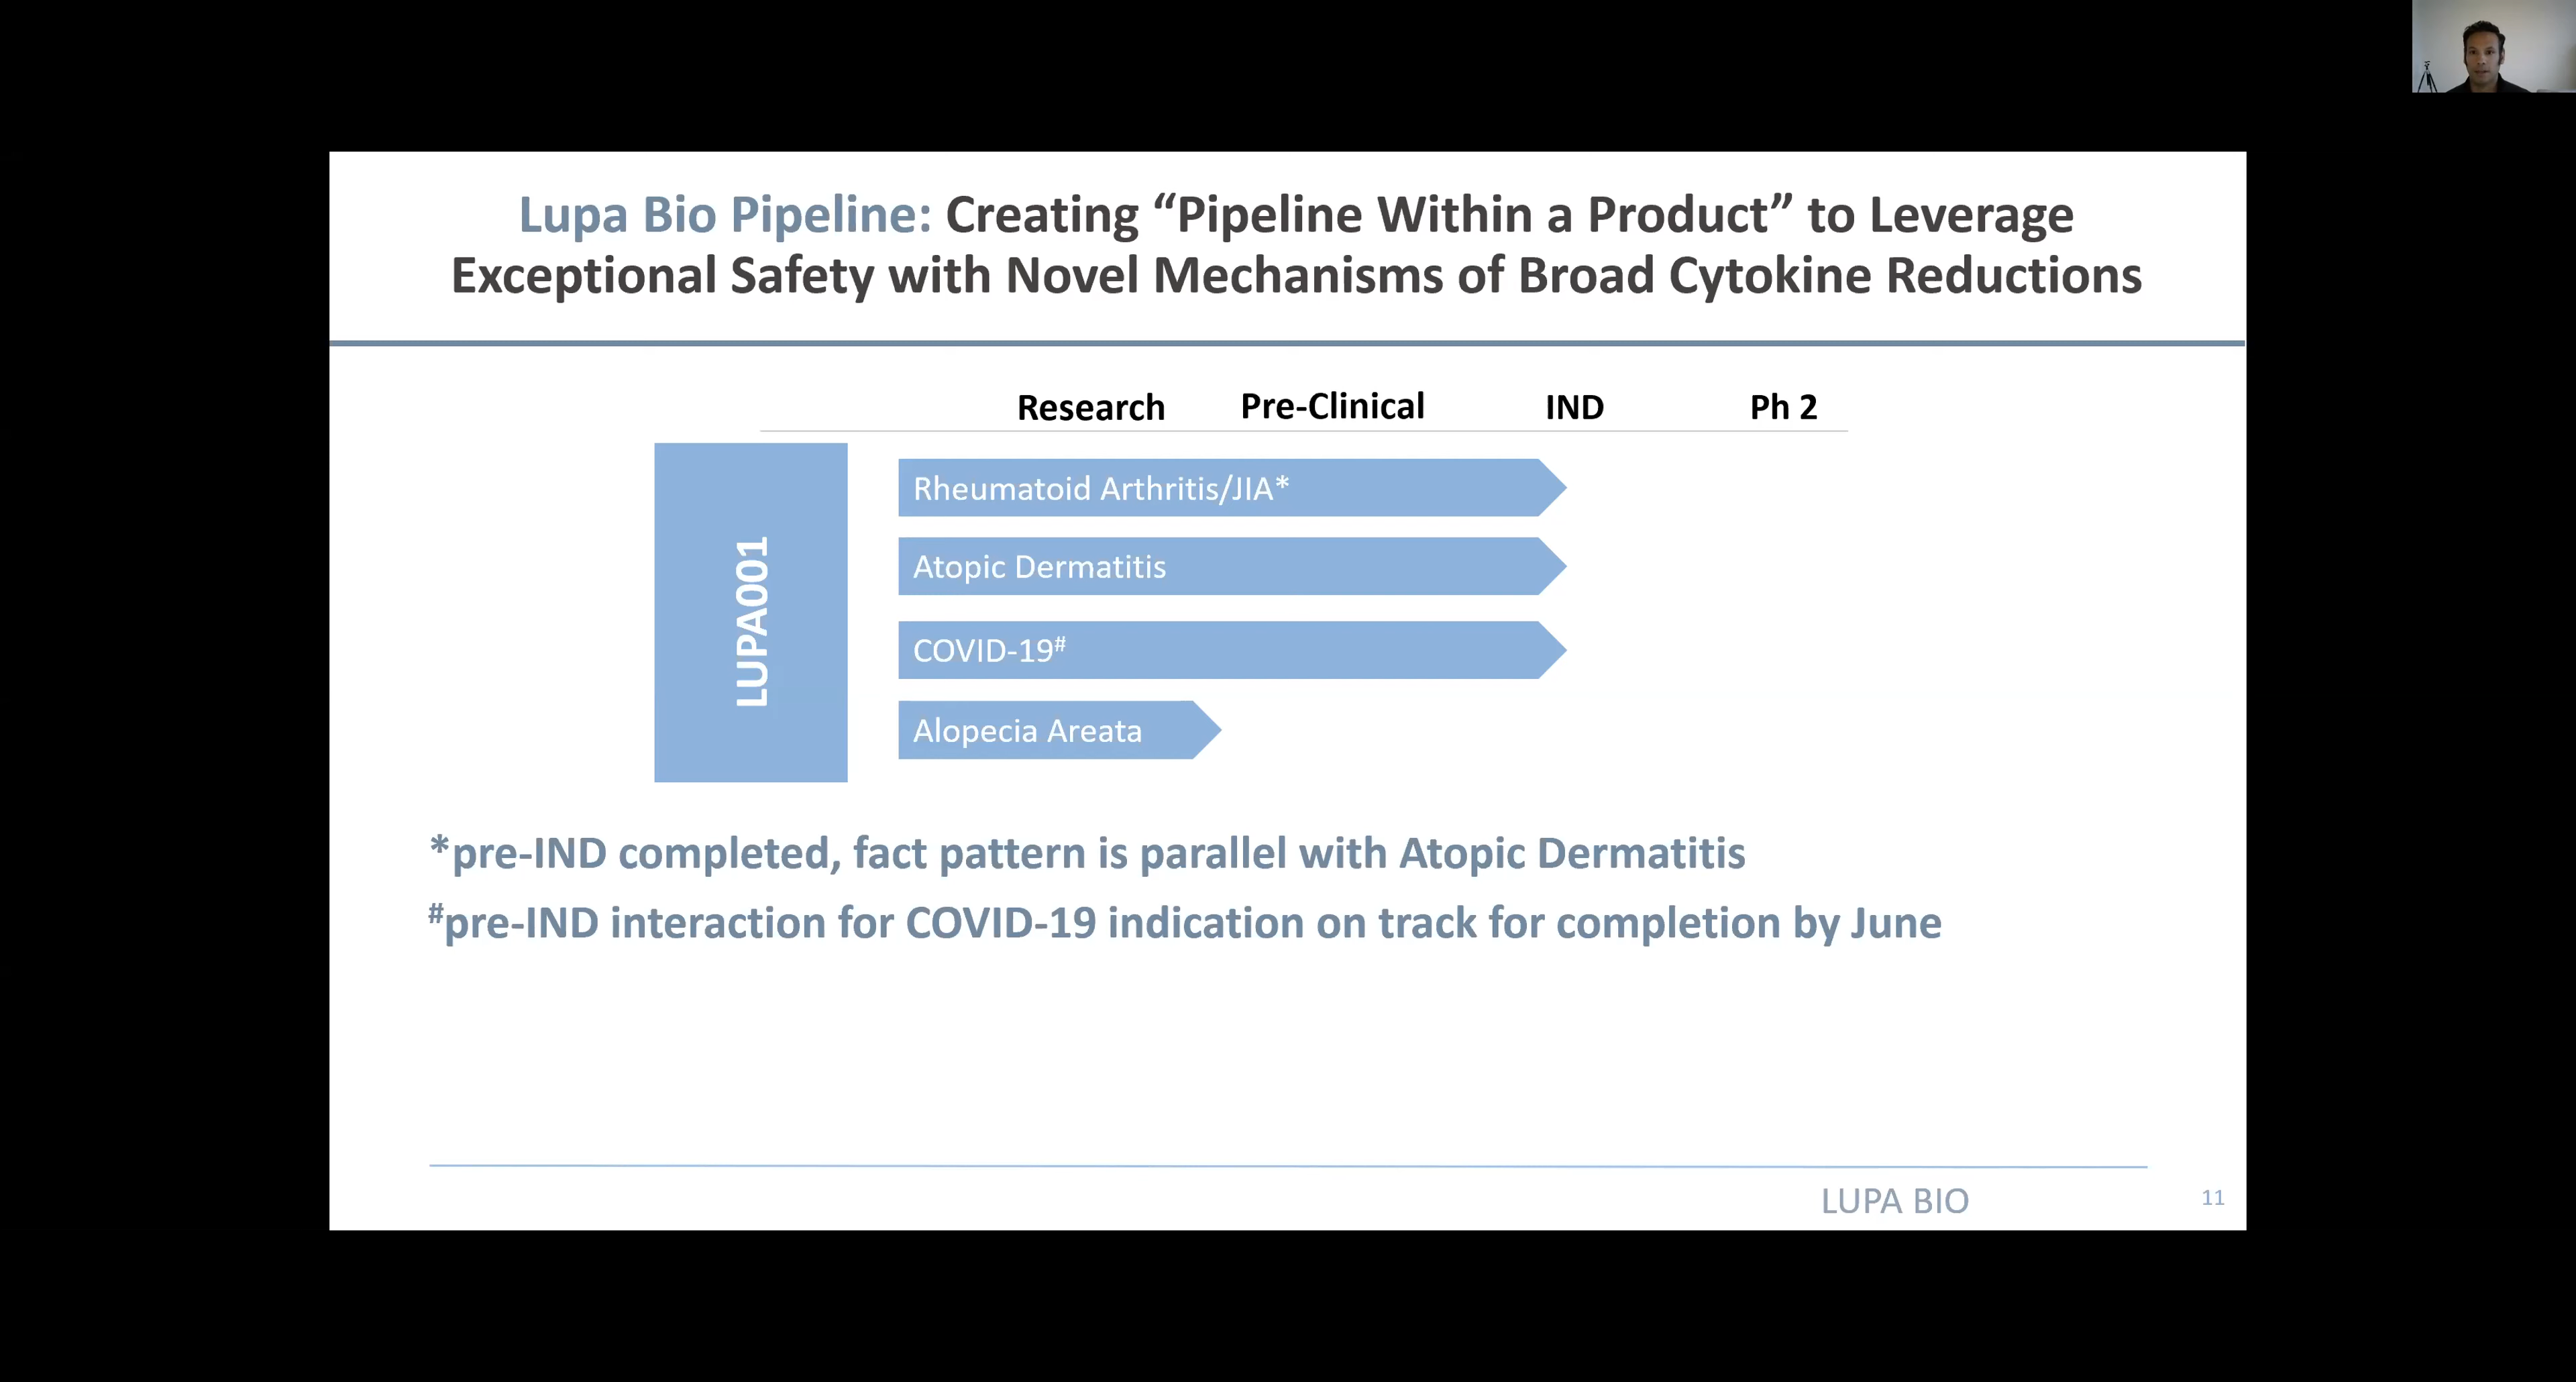 Lupa Bio Pipeline: Creating “Pipeline Within a Product” to Leverage
Exceptional Safety with Novel Mechanisms of Broad Cytokine Reductions
Research Pre-Clinical IND Ph 2
LUPA001
Rheumatoid Arthritis/JIA*
Atopic Dermatitis
COVID-19#
Alopecia Areata
*pre-IND completed, fact pattern is parallel with Atopic Dermatitis
#pre-IND interaction for COVID-19 indication on track for completion by June
LUPA BIO 11